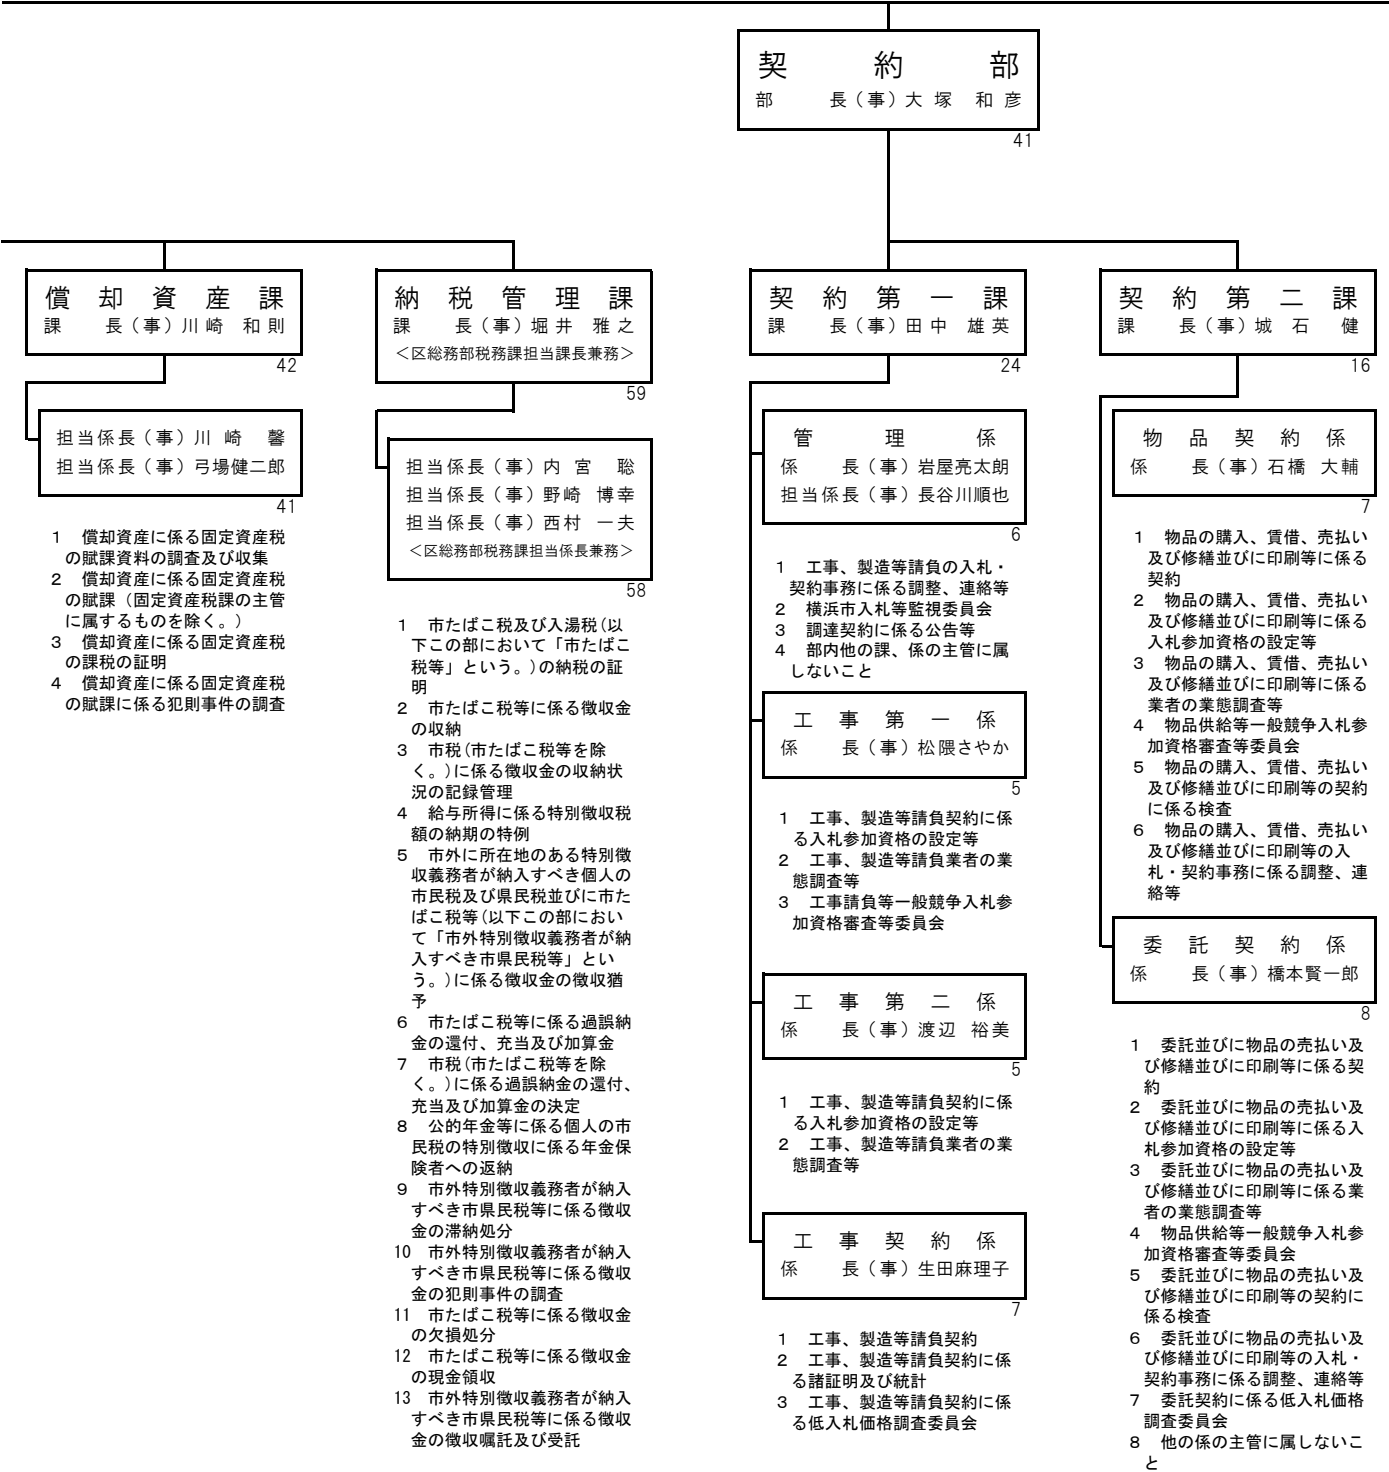 契約部
部長（事）大塚 和彦
41
償却資産課
課長（事）川崎 和則
42
担当係長（事）川崎 馨
担当係長（事）弓場健二郎
41
1 償却資産に係る固定資産税
の賦課資料の調査及び収集
2 償却資産に係る固定資産税
の賦課（固定資産税課の主管
に属するものを除く。）
3 償却資産に係る固定資産税
の課税の証明
4 償却資産に係る固定資産税
の賦課に係る犯則事件の調査
納税管理課
課長（事）堀井 雅之
＜区総務部税務課担当課長兼務＞
59
担当係長（事）内宮 聡
担当係長（事）野崎 博幸
担当係長（事）西村 一夫
＜区総務部税務課担当係長兼務＞
58
1 市たばこ税及び入湯税(以
下この部において「市たばこ
税等」という。)の納税の証
明
2 市たばこ税等に係る徴収金
の収納
3 市税(市たばこ税等を除
く。)に係る徴収金の収納状
況の記録管理
4 給与所得に係る特別徴収税
額の納期の特例
5 市外に所在地のある特別徴
収義務者が納入すべき個人の
市民税及び県民税並びに市た
ばこ税等(以下この部におい
て「市外特別徴収義務者が納
入すべき市県民税等」とい
う。)に係る徴収金の徴収猶
予
6 市たばこ税等に係る過誤納
金の還付、充当及び加算金
7 市税(市たばこ税等を除
く。)に係る過誤納金の還付、
充当及び加算金の決定
8 公的年金等に係る個人の市
民税の特別徴収に係る年金保
険者への返納
9 市外特別徴収義務者が納入
すべき市県民税等に係る徴収
金の滞納処分
10 市外特別徴収義務者が納入
すべき市県民税等に係る徴収
金の犯則事件の調査
11 市たばこ税等に係る徴収金
の欠損処分
12 市たばこ税等に係る徴収金
の現金領収
13 市外特別徴収義務者が納入
すべき市県民税等に係る徴収
金の徴収嘱託及び受託
契約第一課
課長（事）田中 雄英
24
管理係
係長（事）岩屋亮太朗
担当係長（事）長谷川順也
6
1 工事、製造等請負の入札・
契約事務に係る調整、連絡等
2 横浜市入札等監視委員会
3 調達契約に係る公告等
4 部内他の課、係の主管に属
しないこと
工事第一係
係長（事）松隈さやか
5
1 工事、製造等請負契約に係
る入札参加資格の設定等
2 工事、製造等請負業者の業
態調査等
3 工事請負等一般競争入札参
加資格審査等委員会
工事第二係
係長（事）渡辺 裕美
5
1 工事、製造等請負契約に係
る入札参加資格の設定等
2 工事、製造等請負業者の業
態調査等
工事契約係
係長（事）生田麻理子
7
1 工事、製造等請負契約
2 工事、製造等請負契約に係
る諸証明及び統計
3 工事、製造等請負契約に係
る低入札価格調査委員会
契約第二課
課長（事）城石 健
16
物品契約係
係長（事）石橋 大輔
7
1 物品の購入、賃借、売払い
及び修繕並びに印刷等に係る
契約
2 物品の購入、賃借、売払い
及び修繕並びに印刷等に係る
入札参加資格の設定等
3 物品の購入、賃借、売払い
及び修繕並びに印刷等に係る
業者の業態調査等
4 物品供給等一般競争入札参
加資格審査等委員会
5 物品の購入、賃借、売払い
及び修繕並びに印刷等の契約
に係る検査
6 物品の購入、賃借、売払い
及び修繕並びに印刷等の入
札・契約事務に係る調整、連
絡等
委託契約係
係長（事）橋本賢一郎
8
1 委託並びに物品の売払い及
び修繕並びに印刷等に係る契
約
2 委託並びに物品の売払い及
び修繕並びに印刷等に係る入
札参加資格の設定等
3 委託並びに物品の売払い及
び修繕並びに印刷等に係る業
者の業態調査等
4 物品供給等一般競争入札参
加資格審査等委員会
5 委託並びに物品の売払い及
び修繕並びに印刷等の契約に
係る検査
6 委託並びに物品の売払い及
び修繕並びに印刷等の入札・
契約事務に係る調整、連絡等
7 委託契約に係る低入札価格
調査委員会
8 他の係の主管に属しないこ
と